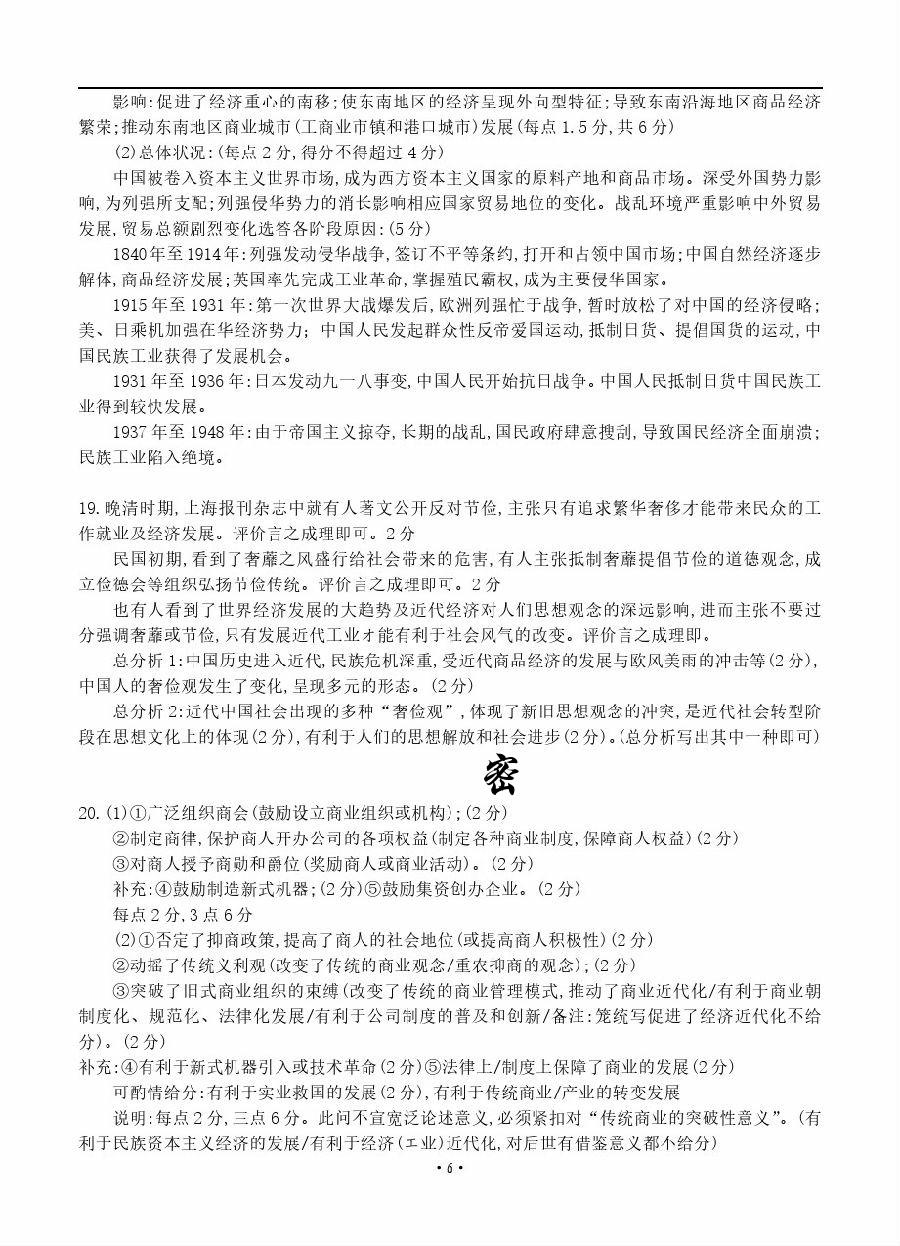 影响:促进了经济重心的南移;使东南地区的经济呈现外向型特征;导致东南沿海地区商品经济
繁荣;推动东南地区商业城市(工商业市镇和港口城市)发展(每点1.5分,共6分)
(2)总体状况:(每点2分,得分不得超过4分)
中国被卷入资本主义世界市场,成为西方资本主义国家的原料产地和商品市场。深受外国势力影
响,为列强所支配;列强侵华势力的消长影响相应国家贸易地位的变化。战乱环境严重影响中外贸易
发展,贸易总额剧烈变化选答各阶段原因:(5分)
1840年至1914年:列强发动侵华战争,签订不平等条约,打开和占领中国市场;中国自然经济逐步
解体,商品经济发展;英国率先完成工业革命,掌握殖民霸权,成为主要侵华国家。
1915年至1931年:第一次世界大战爆发后,欧洲列强忙于战争,暂时放松了对中国的经济侵略;
美、日乘机加强在华经济势力；中国人民发起群众性反帝爱国运动,抵制日货、提倡国货的运动,中
国民族工业获得了发展机会。
1931年至1936年:日本发动九一八事变,中国人民开始抗日战争。中国人民抵制日货中国民族工
业得到较快发展。
1937年至1948年:由于帝国主义掠夺,长期的战乱,国民政府肆意搜刮,导致国民经济全面崩溃;
民族工业陷入绝境。
19.晚清时期,上海报刊杂志中就有人著文公开反对节俭,主张只有追求繁华奢侈才能带来民众的工
作就业及经济发展。评价言之成理即可。2分
民国初期,看到了奢靡之风盛行给社会带来的危害,有人主张抵制奢靡提倡节俭的道德观念,成
立俭德会等组织弘扬节俭传统。评价言之成理即可。2分
也有人看到了世界经济发展的大趋势及近代经济对人们思想观念的深远影响,进而主张不要过
分强调奢靡或节俭,只有发展近代工业才能有利于社会风气的改变。评价言之成理即。
总分析1:中国历史进入近代,民族危机深重,受近代商品经济的发展与欧风美雨的冲击等(2分),
中国人的奢俭观发生了变化,呈现多元的形态。(2分)
总分析2:近代中国社会出现的多种“奢俭观”,体现了新旧思想观念的冲突,是近代社会转型阶
段在思想文化上的体现(2分),有利于人们的思想解放和社会进步(2分)。(总分析写出其中一种即可)
密
20.(1)①广泛组织商会(鼓励设立商业组织或机构);(2分)
②制定商律,保护商人开办公司的各项权益(制定各种商业制度,保障商人权益)(2分)
③对商人授予商勋和爵位(奖励商人或商业活动)。(2分)
补充:④鼓励制造新式机器;(2分)⑤鼓励集资创办企业。(2分)
每点2分,3点6分
(2)①否定了抑商政策,提高了商人的社会地位(或提高商人积极性)(2分)
②动摇了传统义利观(改变了传统的商业观念/重农抑商的观念);(2分)
③突破了旧式商业组织的束缚(改变了传统的商业管理模式,推动了商业近代化/有利于商业朝
制度化、规范化、法律化发展/有利于公司制度的普及和创新/备注:笼统写促进了经济近代化不给
分)。(2分)
补充:④有利于新式机器引入或技术革命(2分)⑤法律上/制度上保障了商业的发展(2分)
可酌情给分:有利于实业救国的发展(2分),有利于传统商业/产业的转变发展
说明:每点2分,三点6分。此问不宜宽泛论述意义,必须紧扣对“传统商业的突破性意义”。(有
利于民族资本主义经济的发展/有利于经济(工业)近代化,对后世有借鉴意义都不给分)
·6·